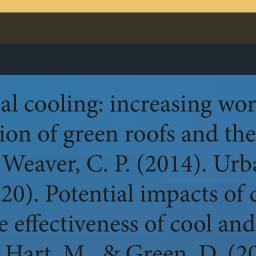 al cooling: increasing wor
ion of green roofs and the
Weaver, C. P. (2014). Urba
20). Potential impacts of c
e effectiveness of cool and
Hart, M., & Green, D. (20